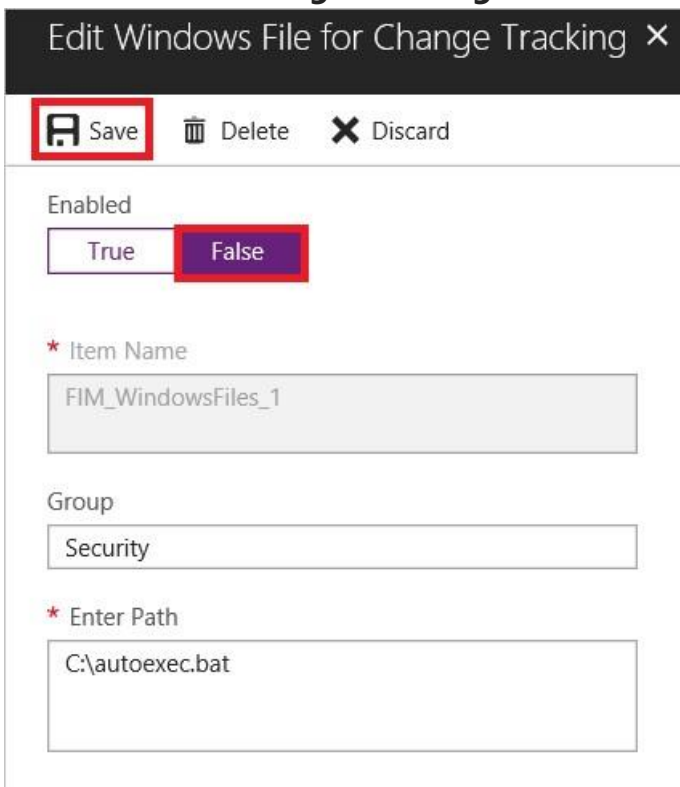 Edit Windows File for Change Tracking ×
Save Delete Discard
Enabled
True False
* Item Name
FIM_WindowsFiles_1
Group
Security
* Enter Path
C:\autoexec.bat